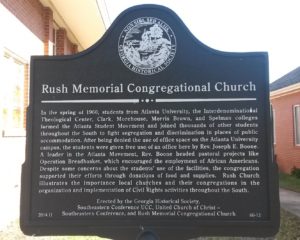 Rush Memorial Congregational Church
In the spring of 1960, students from Atlanta University, the Interdenominational
Theological Center, Clark, Morehouse, Morris Brown, and Spelman colleges
formed the Atlanta Student Movement and joined thousands of other students
throughout the South to fight segregation and discrimination in places of public
accommodation. After being denied the use of office space on the Atlanta University
campus, the students were given free use of an office here by Rev. Joseph E. Boone.
A leader in the Atlanta Movement, Rev. Boone headed pastoral projects like
Operation Breadbasket, which encouraged the employment of African Americans.
Despite some concerns about the students' use of the facilities, the congregation
supported their efforts through donations of food and supplies. Rush Church
illustrates the importance local churches and their congregations in the
organization and implementation of Civil Rights activities throughout the South.
Erected by the Georgia Historical Society,
Southeastern Conference UCC, United Church of Christ –
Southeastern Conference, and Rush Memorial Congregational Church
2014 © 60-12